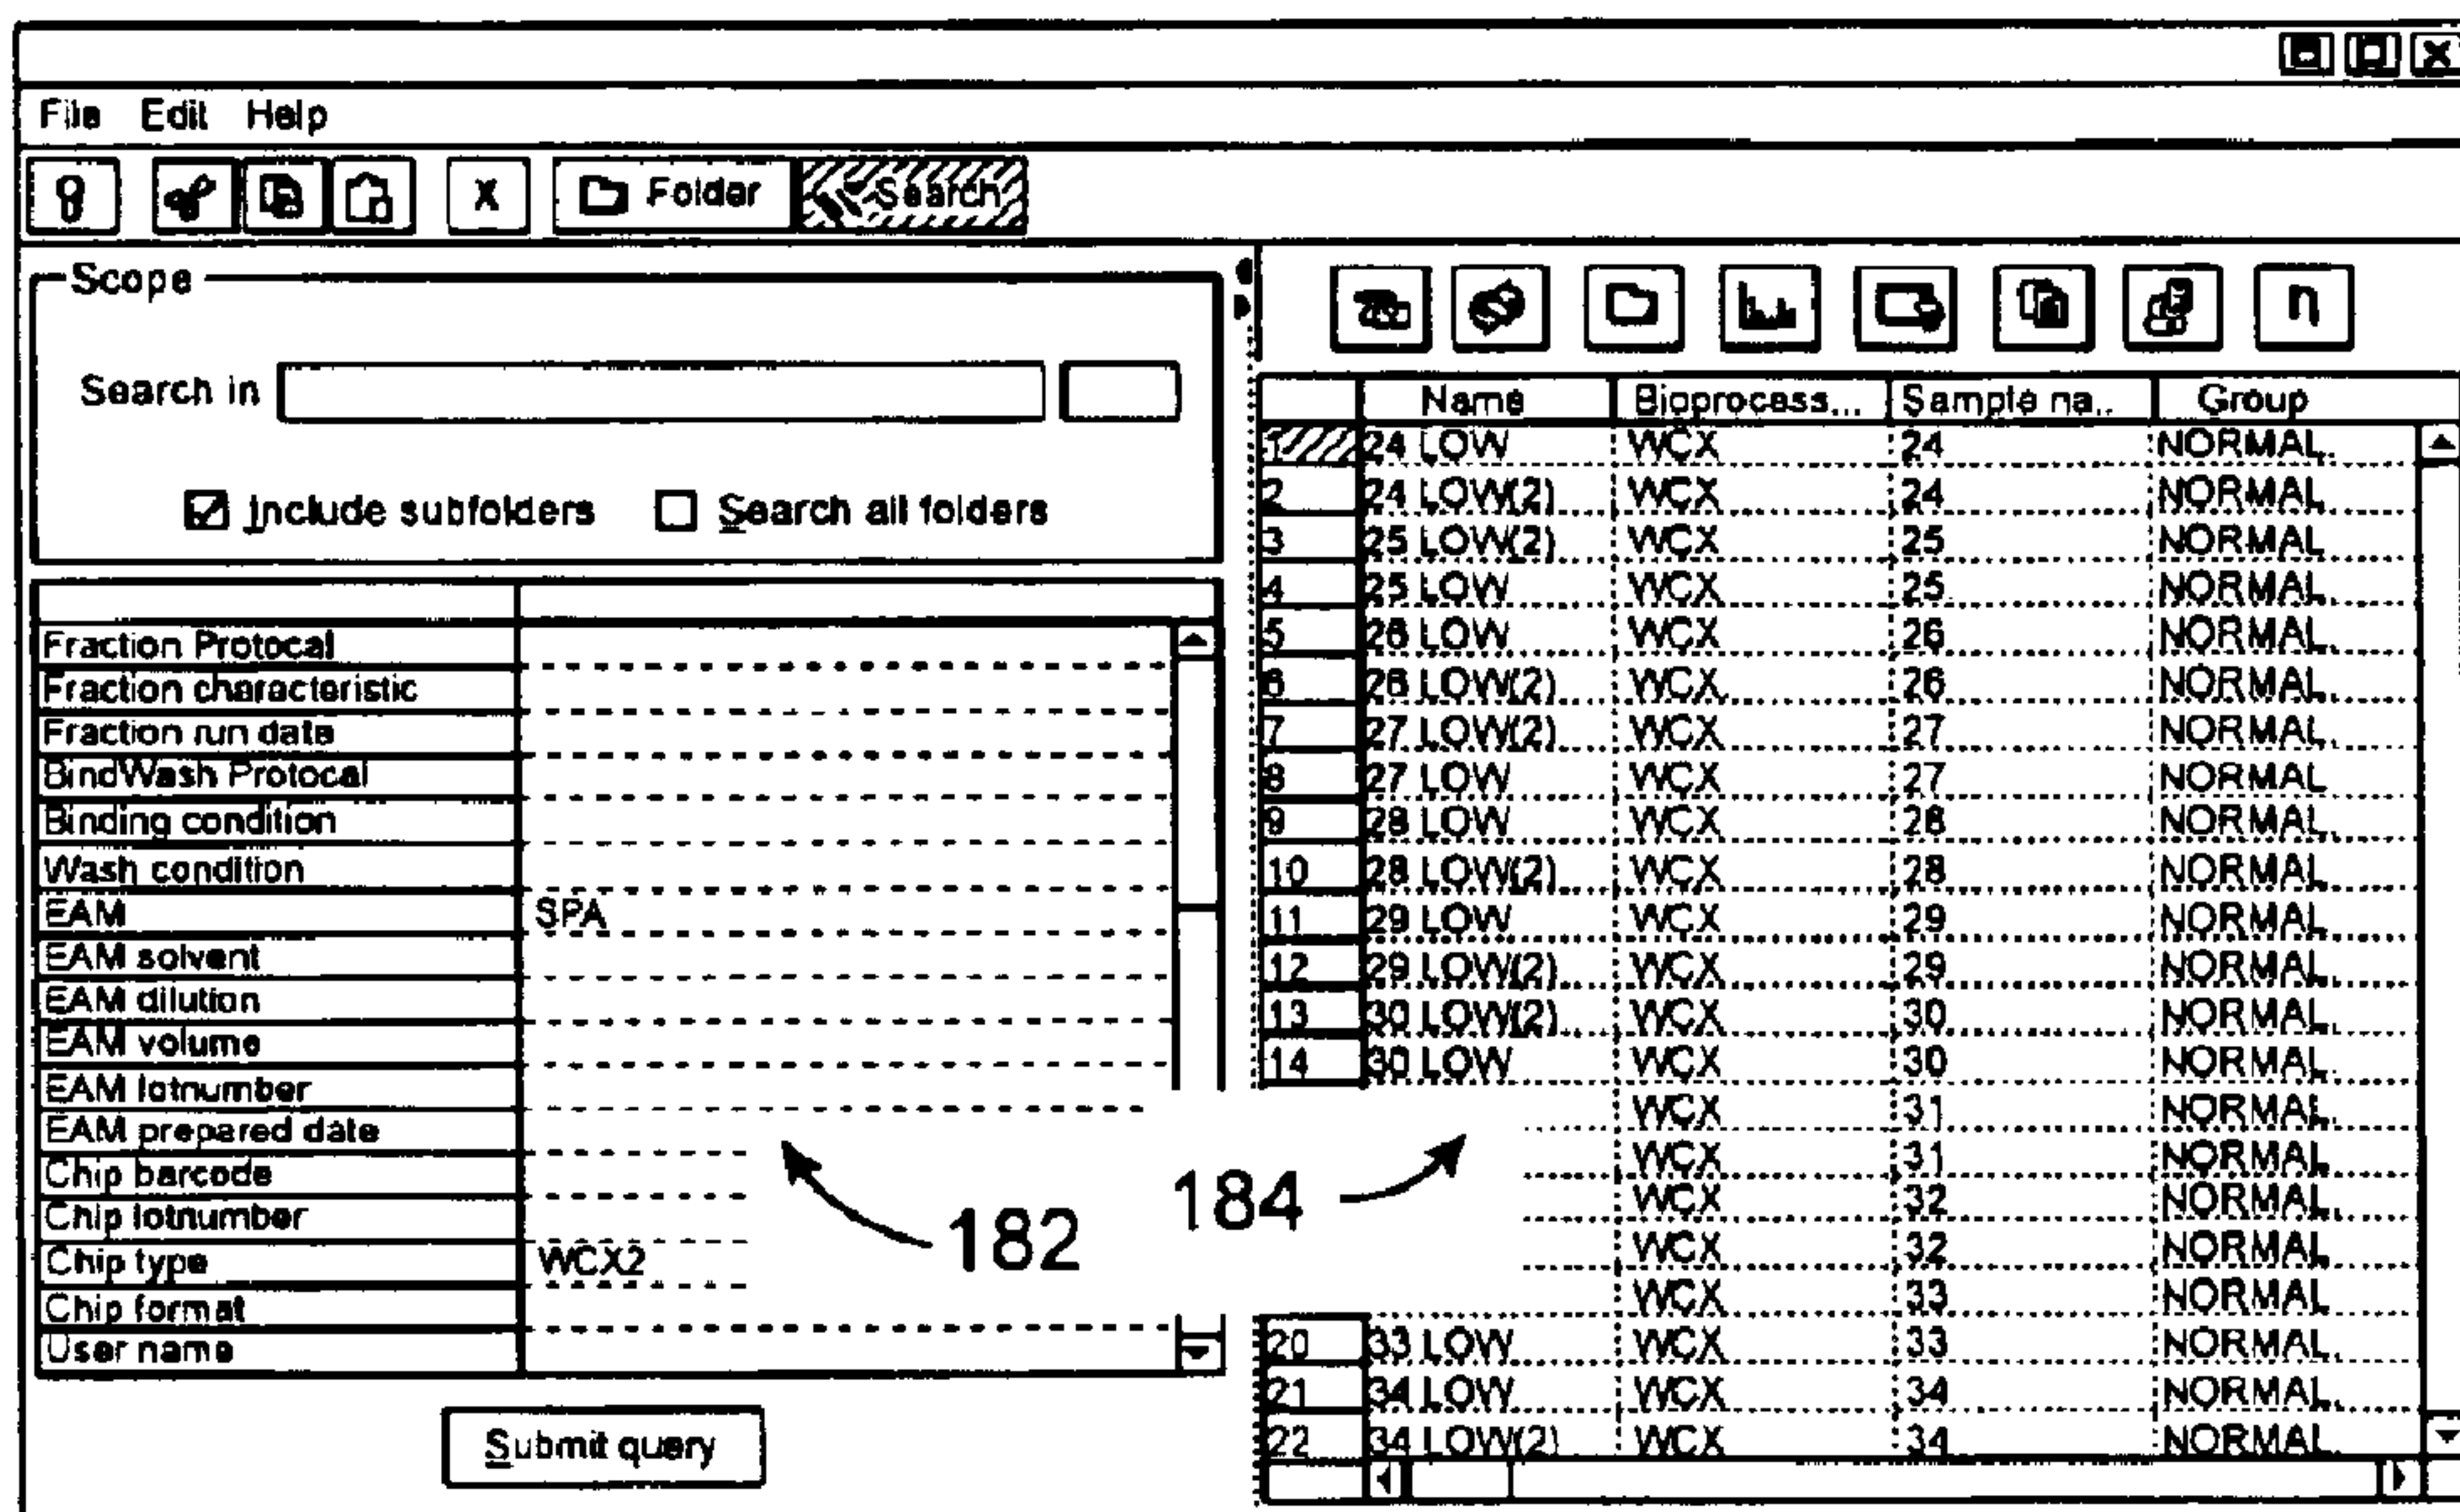 File Edit Help
Folder Search
Scope
Search in
Include subfolders Search all folders
Fraction Protocal
Fraction characteristic
Fraction run date
BindWash Protocal
Binding condition
Wash condition
EAM SPA
EAM solvent
EAM dilution
EAM volume
EAM lotnumber
EAM prepared date
Chip barcode
Chip lotnumber
Chip type WCX2
Chip format
User name
Submit query
182
184
Name Bioprocess... Sample na.. Group
1 24 LOW WCX 24 NORMAL
2 24 LOW(2) WCX 24 NORMAL
3 25 LOW(2) WCX 25 NORMAL
4 25 LOW WCX 25 NORMAL
5 26 LOW WCX 26 NORMAL
6 26 LOW(2) WCX 26 NORMAL
7 27 LOW(2) WCX 27 NORMAL
8 27 LOW WCX 27 NORMAL
9 28 LOW WCX 28 NORMAL
10 28 LOW(2) WCX 28 NORMAL
11 29 LOW WCX 29 NORMAL
12 29 LOW(2) WCX 29 NORMAL
13 30 LOW(2) WCX 30 NORMAL
14 30 LOW WCX 30 NORMAL
WCX 31 NORMAL
WCX 31 NORMAL
WCX 32 NORMAL
WCX 32 NORMAL
WCX 33 NORMAL
20 33 LOW WCX 33 NORMAL
21 34 LOW WCX 34 NORMAL
22 34 LOW(2) WCX 34 NORMAL